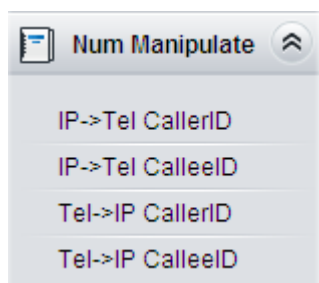 Num Manipulate
IP->Tel CallerID
IP->Tel CalleeID
Tel->IP CallerID
Tel->IP CalleeID